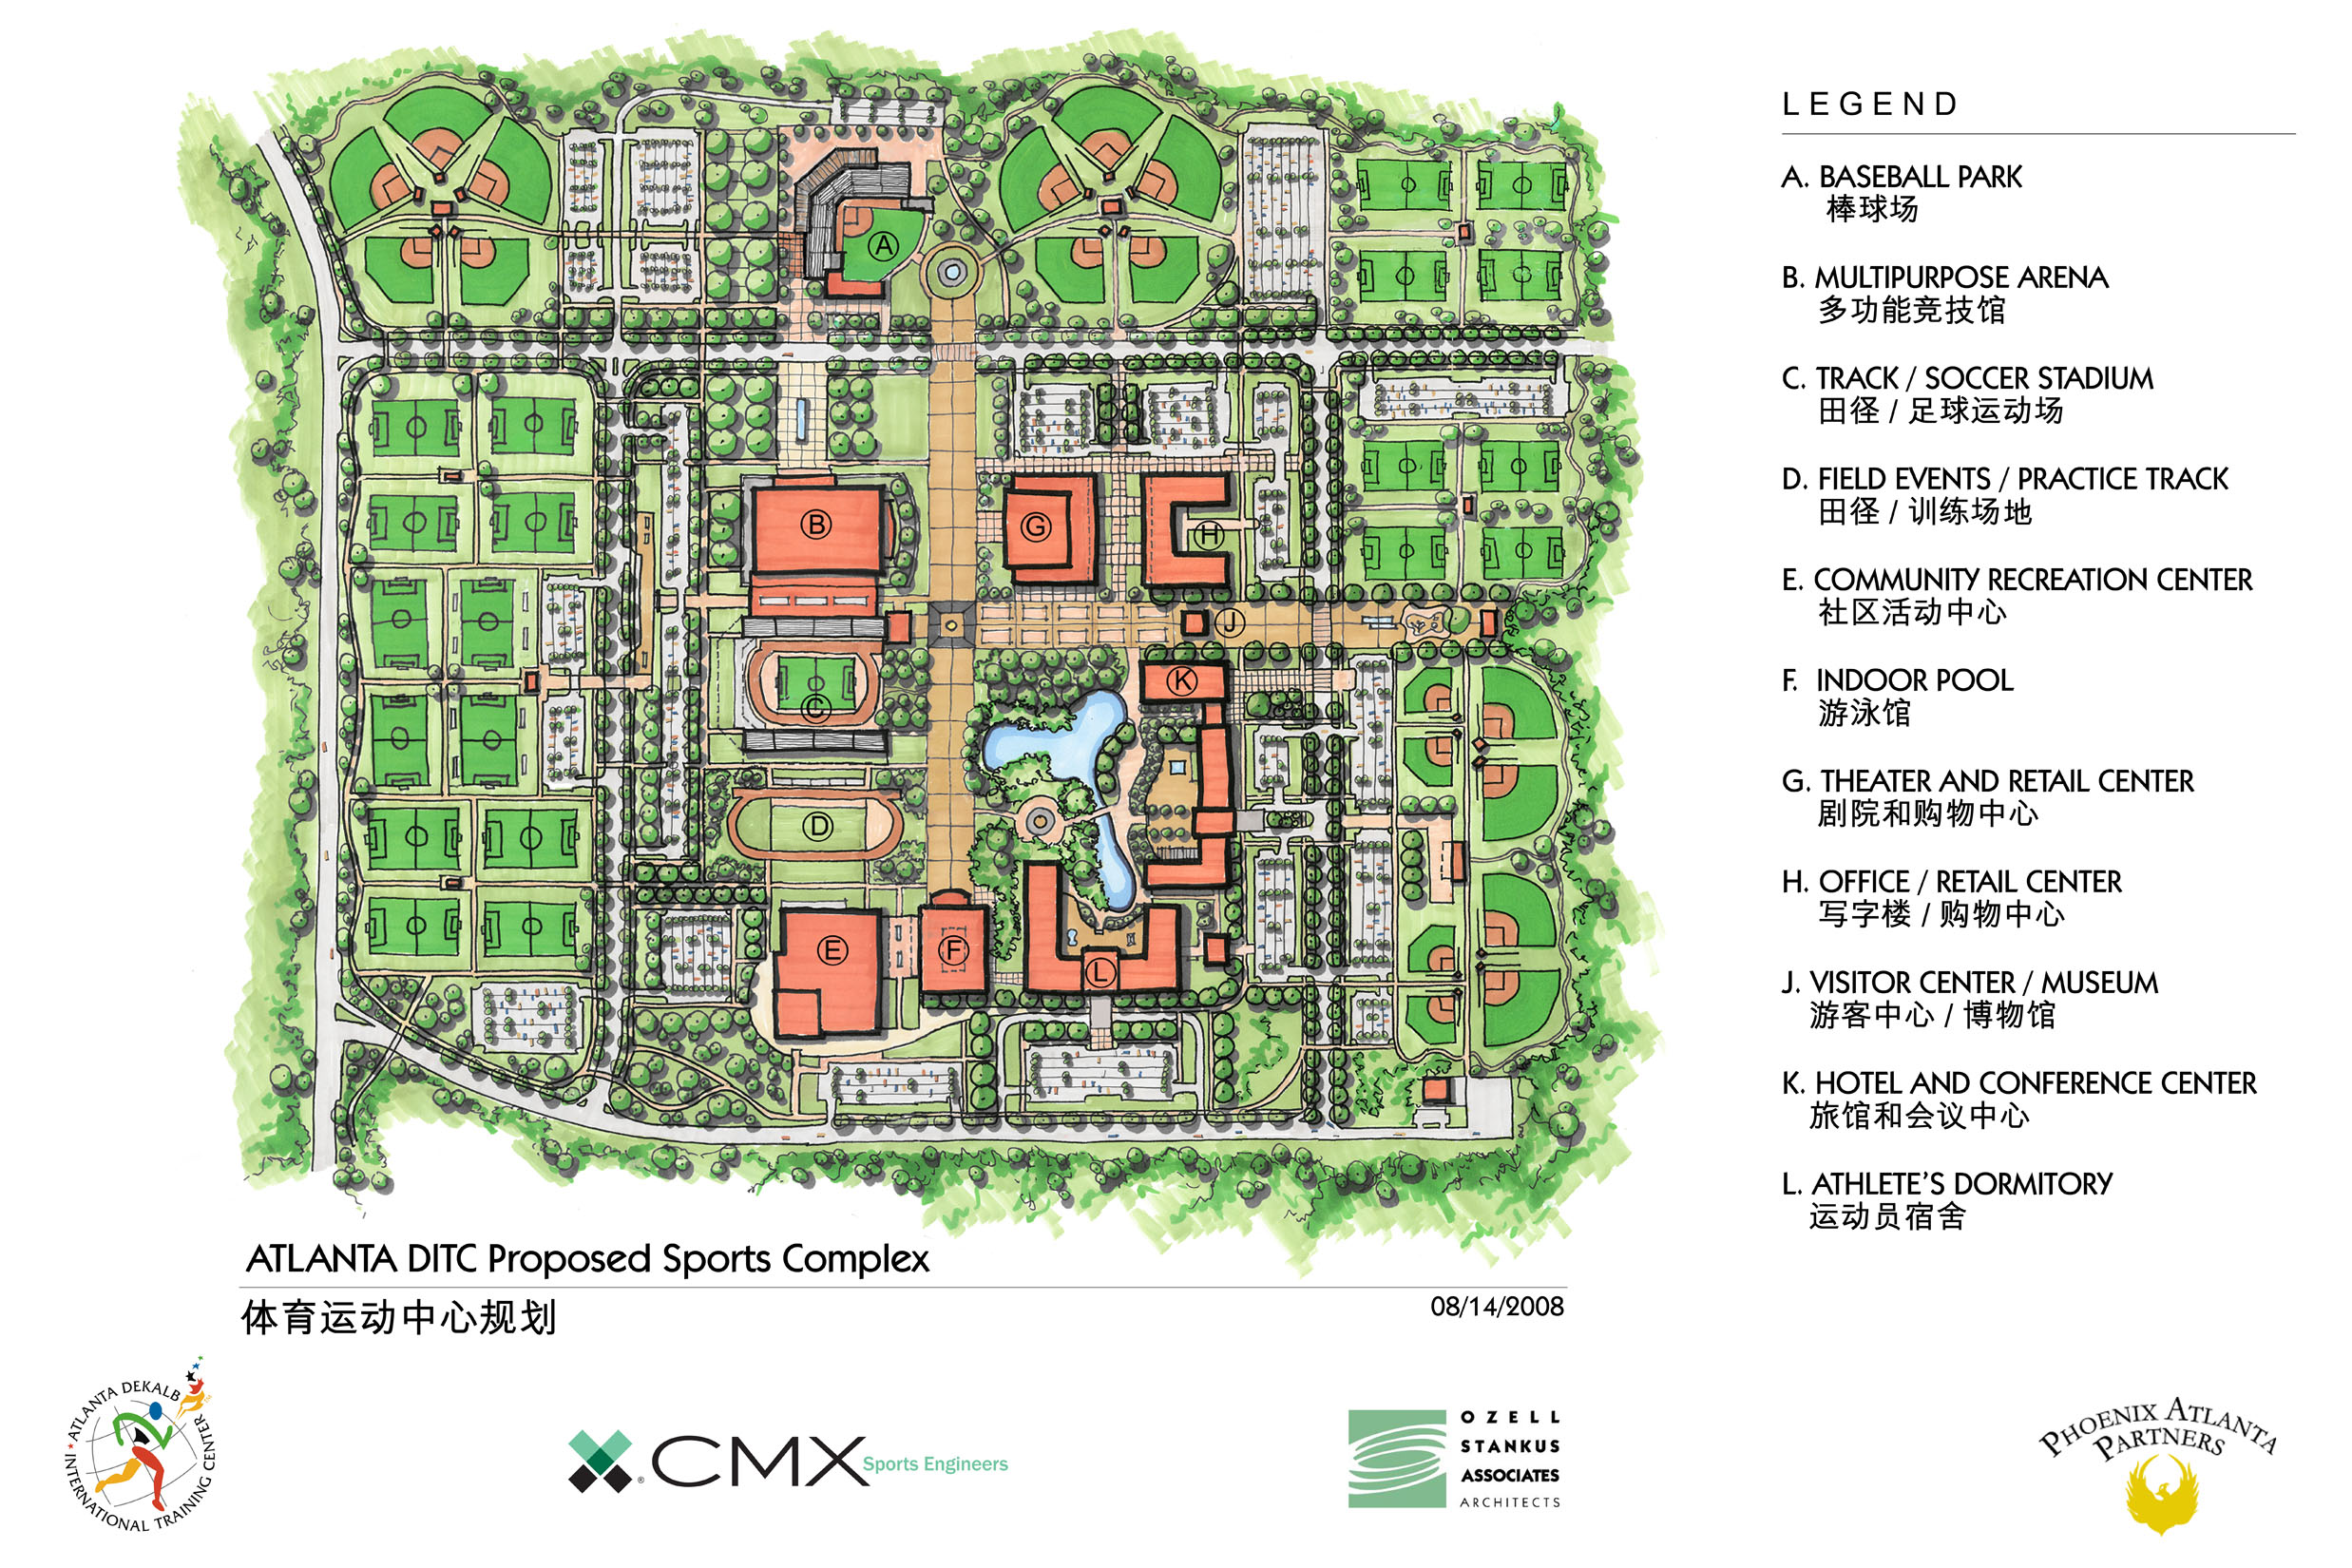 LEGEND
A. BASEBALL PARK
棒球场
B. MULTIPURPOSE ARENA
多功能竞技馆
C. TRACK / SOCCER STADIUM
田径 / 足球运动场
D. FIELD EVENTS / PRACTICE TRACK
田径 / 训练场地
E. COMMUNITY RECREATION CENTER
社区活动中心
F. INDOOR POOL
游泳馆
G. THEATER AND RETAIL CENTER
剧院和购物中心
H. OFFICE / RETAIL CENTER
写字楼 / 购物中心
J. VISITOR CENTER / MUSEUM
游客中心 / 博物馆
K. HOTEL AND CONFERENCE CENTER
旅馆和会议中心
L. ATHLETE'S DORMITORY
运动员宿舍
A
B
G
H
J
K
C
D
E
F
L
ATLANTA DITC Proposed Sports Complex
体育运动中心规划
08/14/2008
ATLANTA DEKALB
INTERNATIONAL TRAINING CENTER
CMX Sports Engineers
OZELL
STANKUS
ASSOCIATES
ARCHITECTS
PHOENIX ATLANTA
PARTNERS